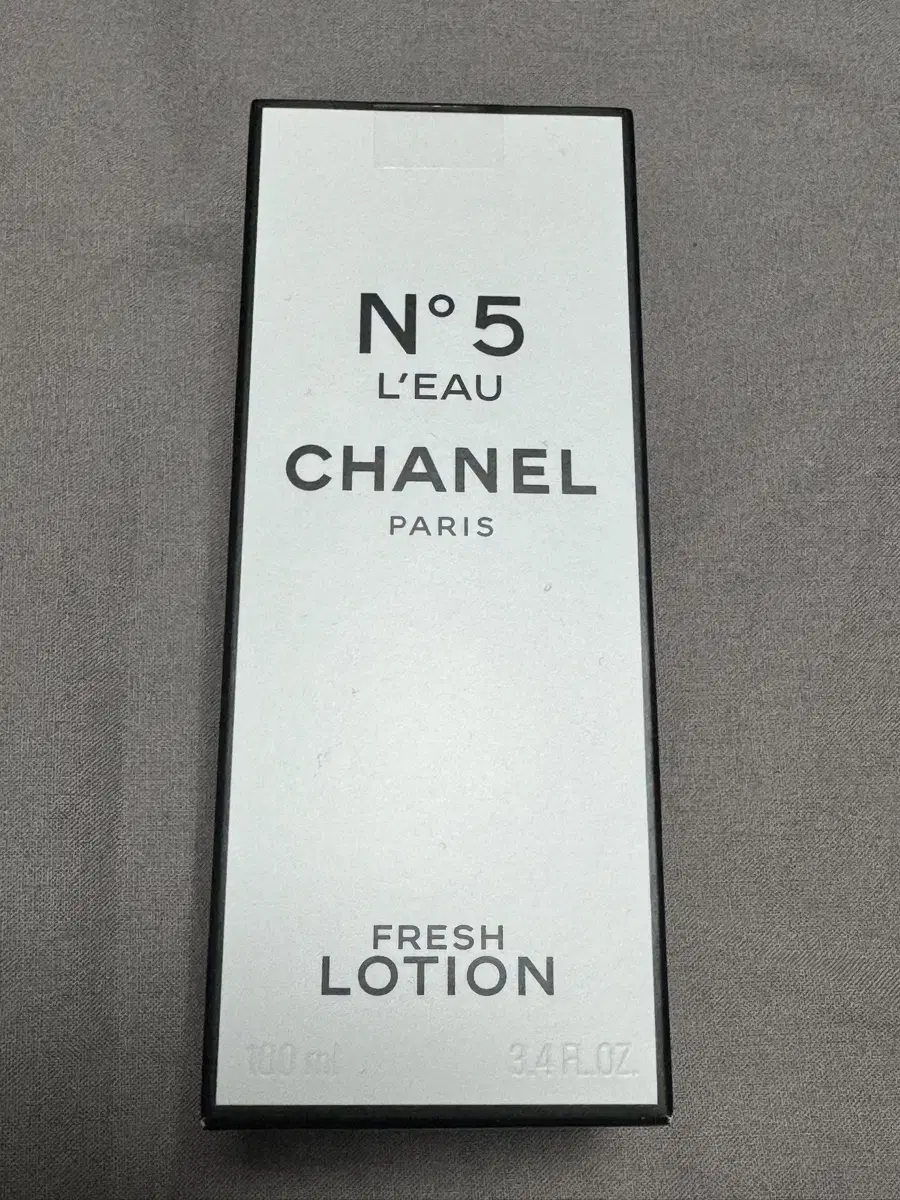 N° 5
L'EAU
CHANEL
PARIS
FRESH
LOTION
100 ml 3.4 FL.OZ.